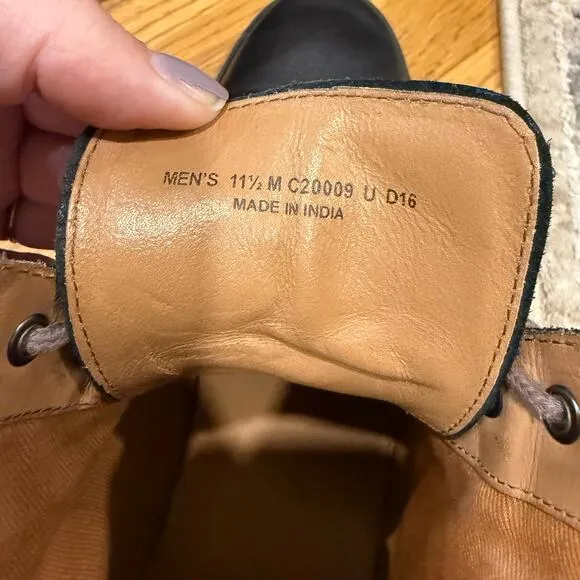 MEN'S 11½ M C20009 U D16
MADE IN INDIA